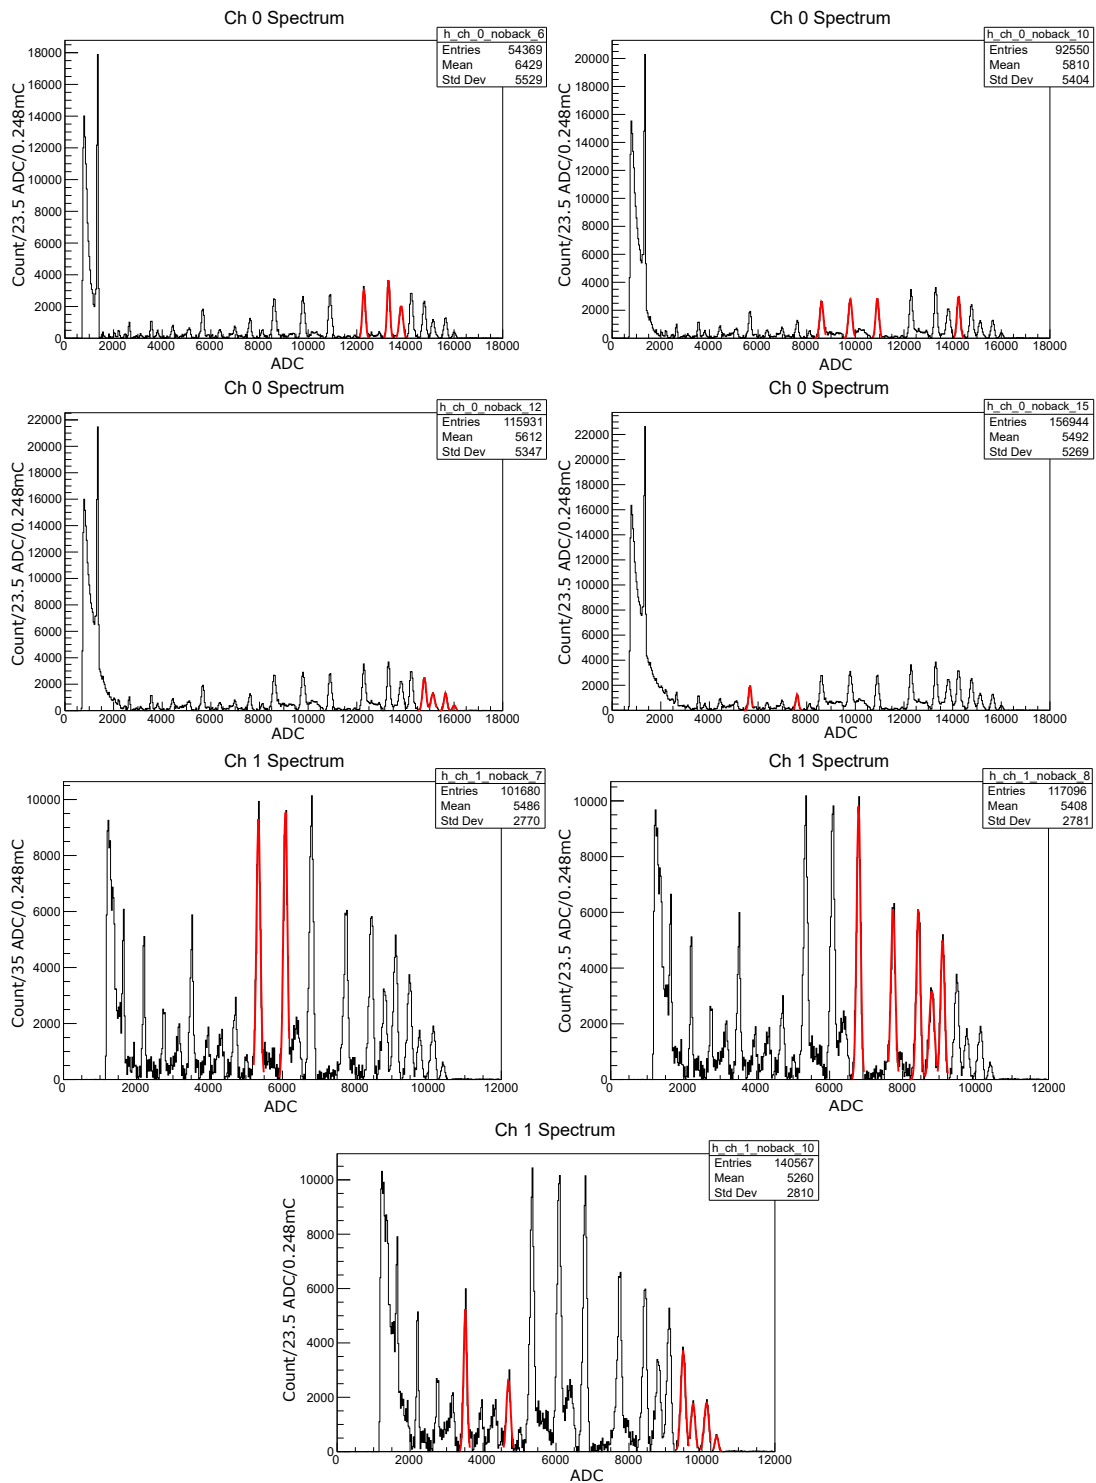 Ch 0 Spectrum
h_ch_0_noback_6
Entries 54369
Mean 6429
Std Dev 5529
Count/23.5 ADC/0.248mC
18000
16000
14000
12000
10000
8000
6000
4000
2000
0
0 2000 4000 6000 8000 10000 12000 14000 16000 18000
ADC
Ch 0 Spectrum
h_ch_0_noback_10
Entries 92550
Mean 5810
Std Dev 5404
Count/23.5 ADC/0.248mC
20000
18000
16000
14000
12000
10000
8000
6000
4000
2000
0
0 2000 4000 6000 8000 10000 12000 14000 16000 18000
ADC
Ch 0 Spectrum
h_ch_0_noback_12
Entries 115931
Mean 5612
Std Dev 5347
Count/23.5 ADC/0.248mC
22000
20000
18000
16000
14000
12000
10000
8000
6000
4000
2000
0
0 2000 4000 6000 8000 10000 12000 14000 16000 18000
ADC
Ch 0 Spectrum
h_ch_0_noback_15
Entries 156944
Mean 5492
Std Dev 5269
Count/23.5 ADC/0.248mC
22000
20000
18000
16000
14000
12000
10000
8000
6000
4000
2000
0
0 2000 4000 6000 8000 10000 12000 14000 16000 18000
ADC
Ch 1 Spectrum
h_ch_1_noback_7
Entries 101680
Mean 5486
Std Dev 2770
Count/35 ADC/0.248mC
10000
8000
6000
4000
2000
0
0 2000 4000 6000 8000 10000 12000
ADC
Ch 1 Spectrum
h_ch_1_noback_8
Entries 117096
Mean 5408
Std Dev 2781
Count/23.5 ADC/0.248mC
10000
8000
6000
4000
2000
0
0 2000 4000 6000 8000 10000 12000
ADC
Ch 1 Spectrum
h_ch_1_noback_10
Entries 140567
Mean 5260
Std Dev 2810
Count/23.5 ADC/0.248mC
10000
8000
6000
4000
2000
0
0 2000 4000 6000 8000 10000 12000
ADC